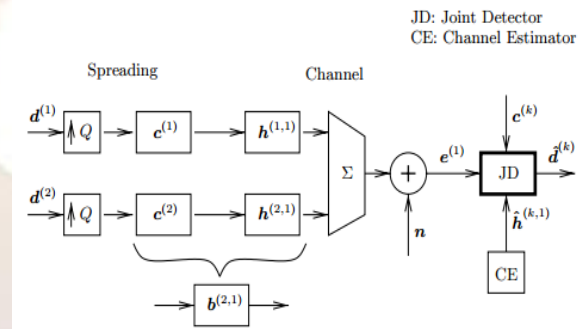 JD: Joint Detector
CE: Channel Estimator
Spreading
Channel
d^(1)
Q
c^(1)
h^(1,1)
c^(k)
Σ
+
e^(1)
JD
d̂^(k)
d^(2)
Q
c^(2)
h^(2,1)
n
ĥ^(k,1)
CE
b^(2,1)